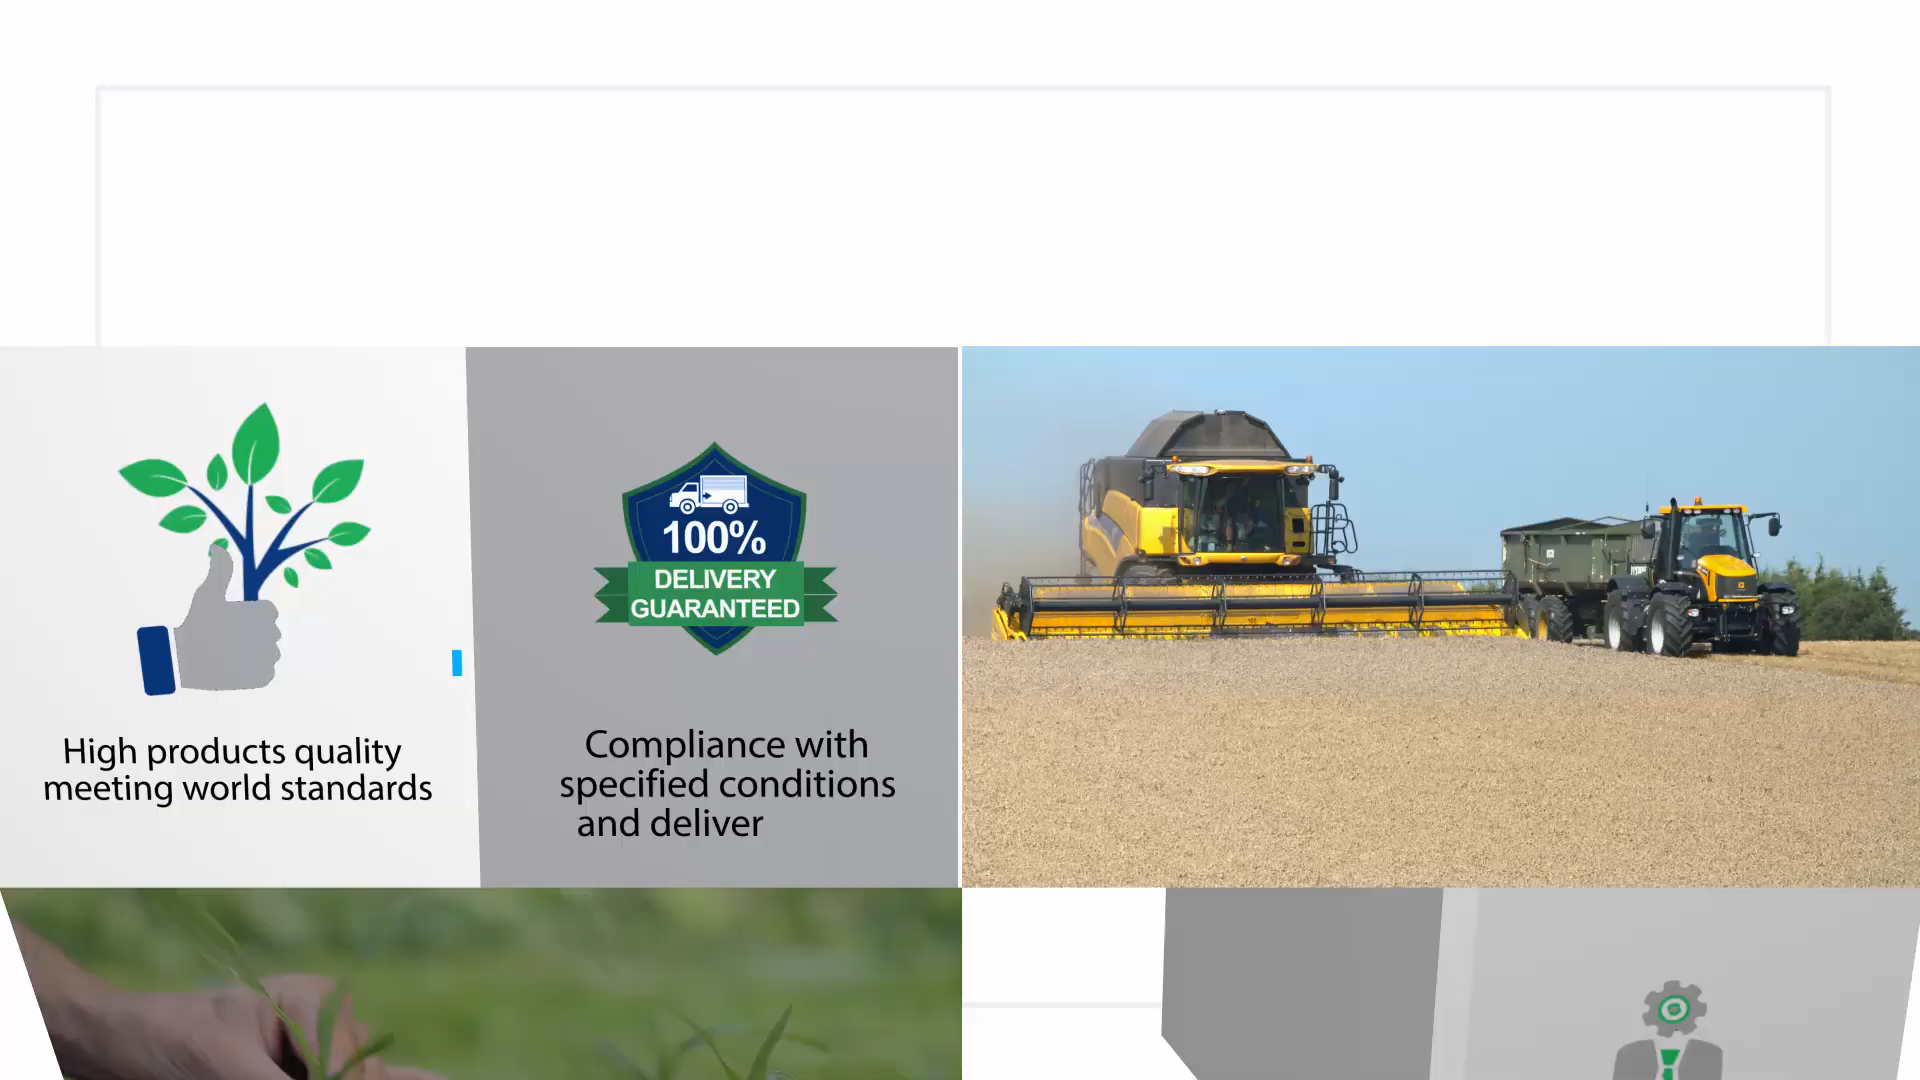 High products quality
meeting world standards
100%
DELIVERY
GUARANTEED
Compliance with
specified conditions
and deliver